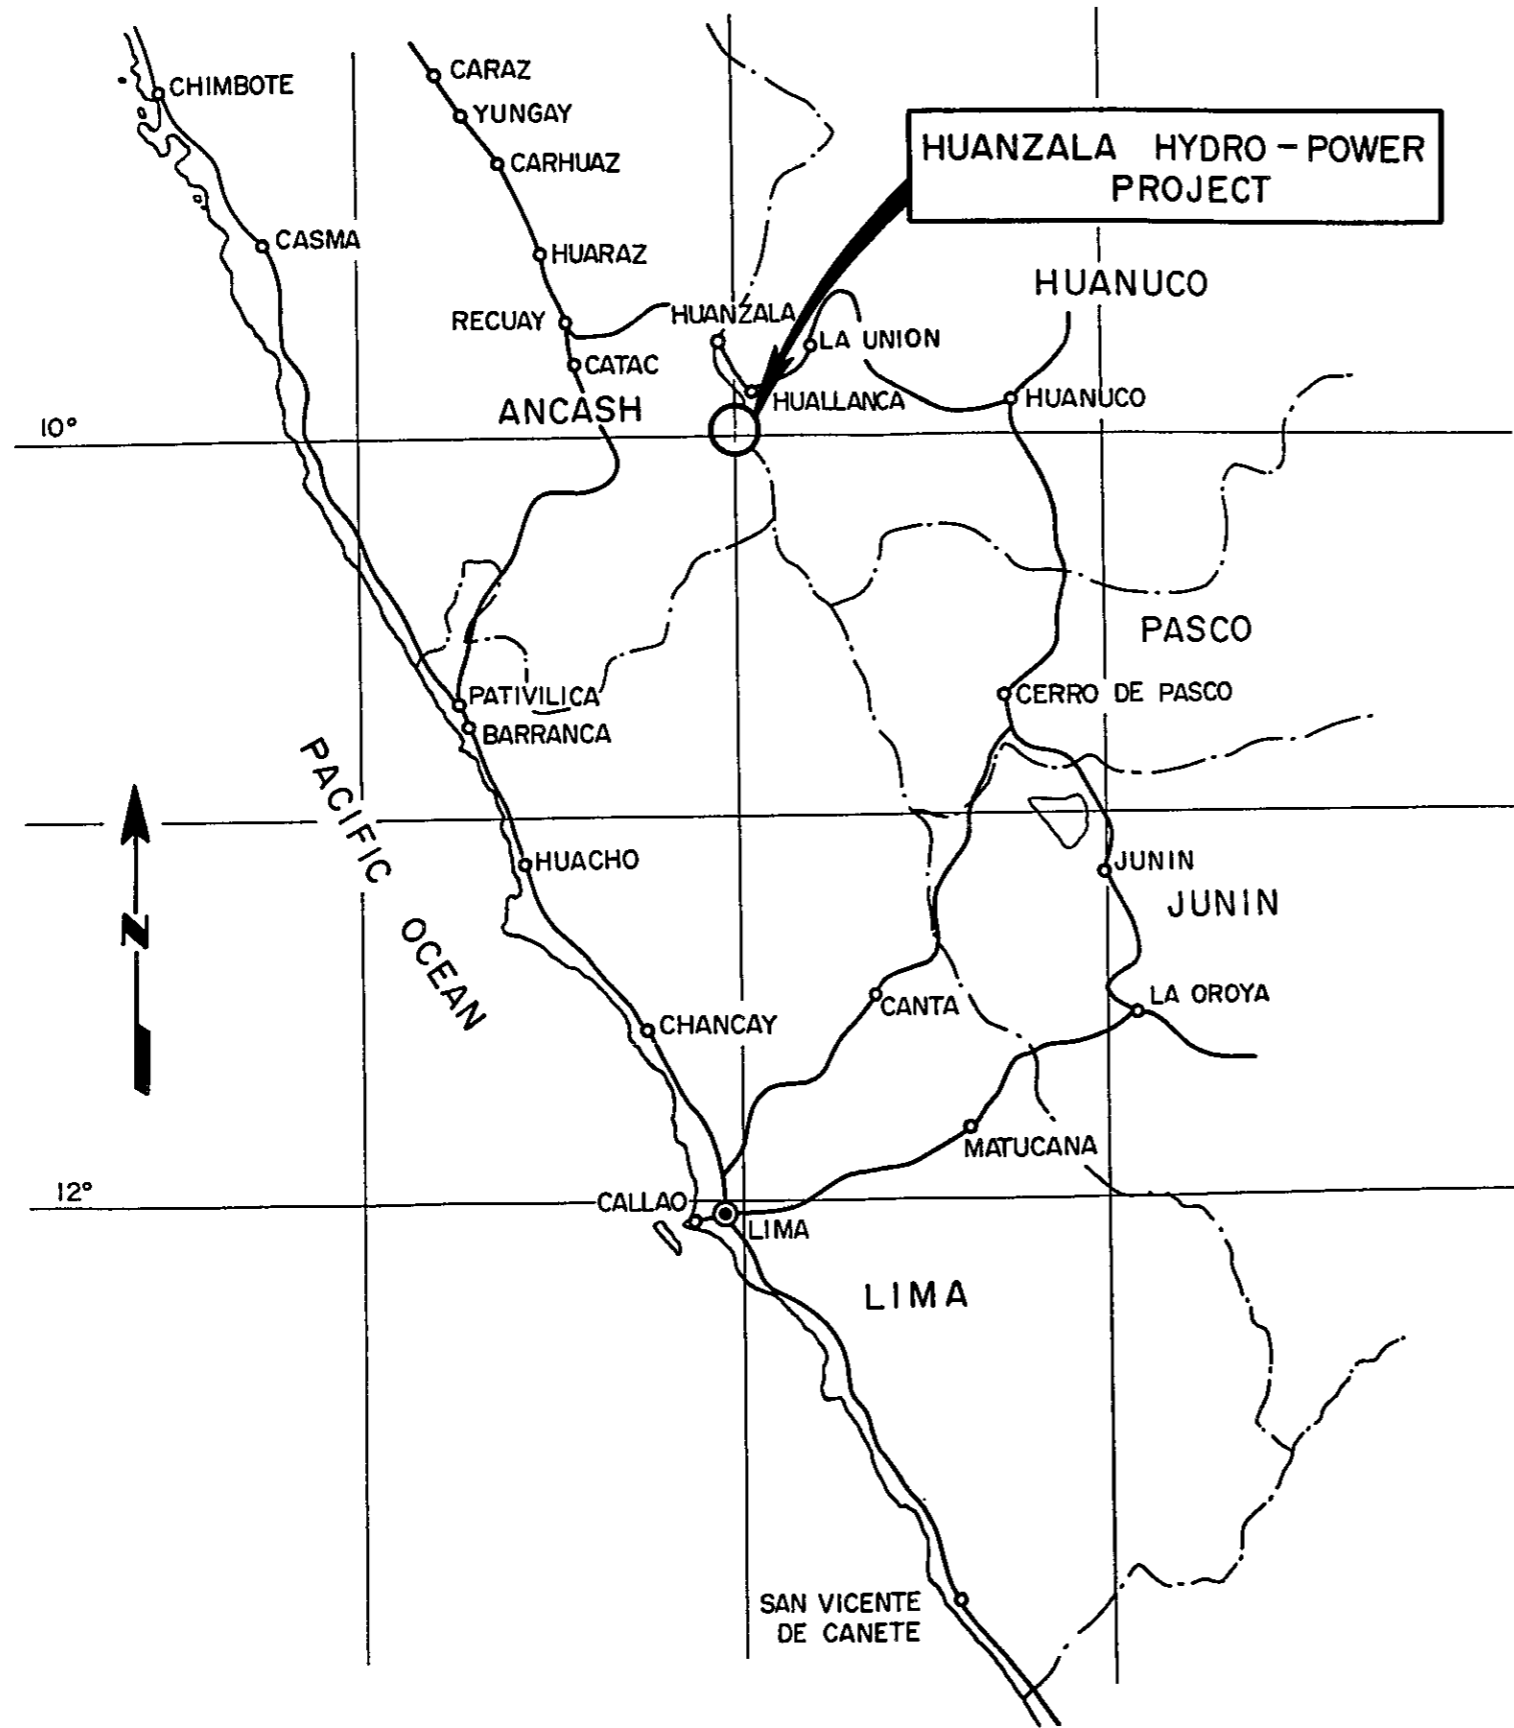 CARAZ
CHIMBOTE
YUNGAY
HUANZALA HYDRO-POWER
PROJECT
CARHUAZ
CASMA
HUARAZ
HUANUCO
HUANZALA
RECUAY
LA UNION
CATAC
HUALLANCA
HUANUCO
ANCASH
10°
PASCO
PATIVILICA
CERRO DE PASCO
BARRANCA
PACIFIC OCEAN
HUACHO
JUNIN
JUNIN
N
LA OROYA
CANTA
CHANCAY
MATUCANA
12°
CALLAO
LIMA
LIMA
SAN VICENTE
DE CANETE